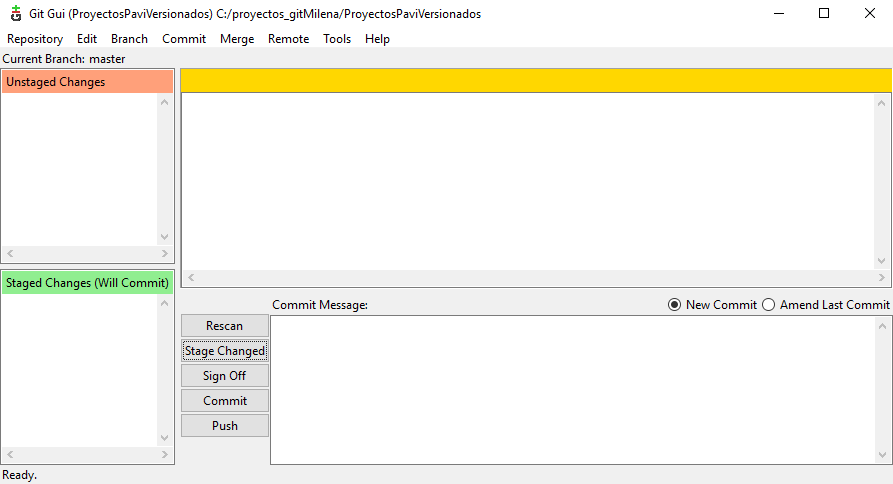 Git Gui (ProyectosPaviVersionados) C:/proyectos_gitMilena/ProyectosPaviVersionados
Repository Edit Branch Commit Merge Remote Tools Help
Current Branch: master
Unstaged Changes
Staged Changes (Will Commit)
Commit Message:
New Commit Amend Last Commit
Rescan
Stage Changed
Sign Off
Commit
Push
Ready.